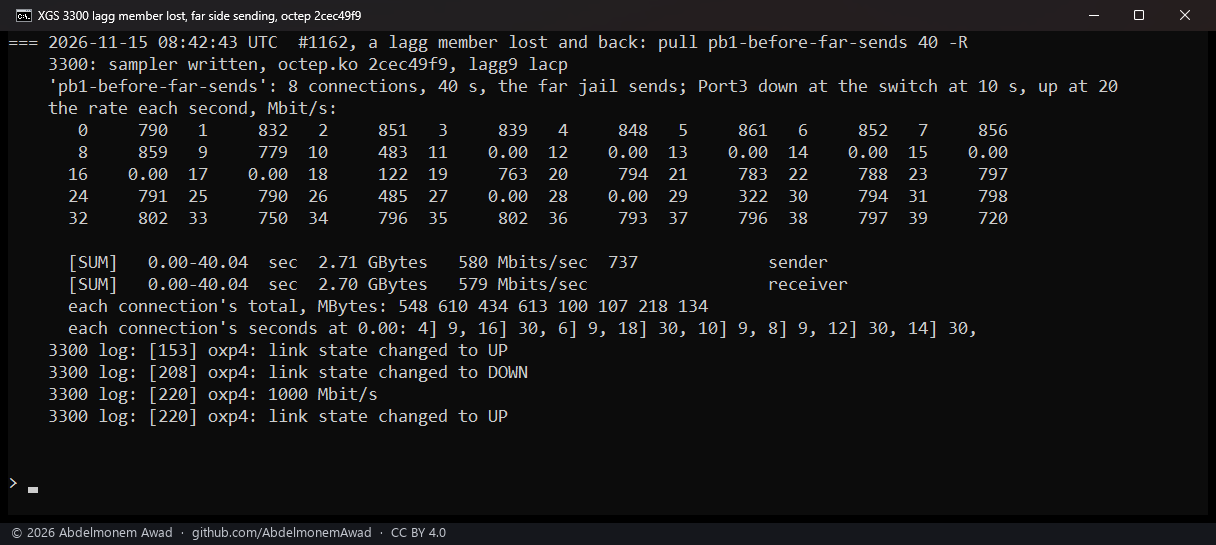 XGS 3300 lagg member lost, far side sending, octep 2cec49f9
=== 2026-11-15 08:42:43 UTC  #1162, a lagg member lost and back: pull pb1-before-far-sends 40 -R
3300: sampler written, octep.ko 2cec49f9, lagg9 lacp
'pb1-before-far-sends': 8 connections, 40 s, the far jail sends; Port3 down at the switch at 10 s, up at 20
the rate each second, Mbit/s:
0     790   1     832   2     851   3     839   4     848   5     861   6     852   7     856
8     859   9     779  10     483  11    0.00  12    0.00  13    0.00  14    0.00  15    0.00
16    0.00  17    0.00  18     122  19     763  20     794  21     783  22     788  23     797
24     791  25     790  26     485  27    0.00  28    0.00  29     322  30     794  31     798
32     802  33     750  34     796  35     802  36     793  37     796  38     797  39     720
[SUM]   0.00-40.04  sec  2.71 GBytes   580 Mbits/sec  737             sender
[SUM]   0.00-40.04  sec  2.70 GBytes   579 Mbits/sec                  receiver
each connection's total, MBytes: 548 610 434 613 100 107 218 134
each connection's seconds at 0.00: 4] 9, 16] 30, 6] 9, 18] 30, 10] 9, 8] 9, 12] 30, 14] 30,
3300 log: [153] oxp4: link state changed to UP
3300 log: [208] oxp4: link state changed to DOWN
3300 log: [220] oxp4: 1000 Mbit/s
3300 log: [220] oxp4: link state changed to UP
>
© 2026 Abdelmonem Awad  ·  github.com/AbdelmonemAwad  ·  CC BY 4.0